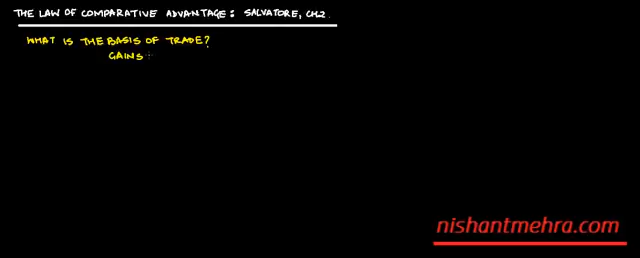 THE LAW OF COMPARATIVE ADVANTAGE: SALVATORE, CH2.
WHAT IS THE BASIS OF TRADE?
GAINS
nishantmehra.com